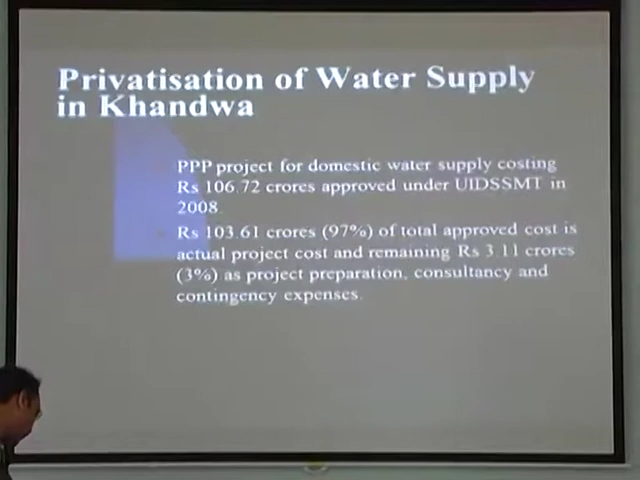 Privatisation of Water Supply
in Khandwa
PPP project for domestic water supply costing
Rs 106.72 crores approved under UIDSSMT in
2008
Rs 103.61 crores (97%) of total approved cost is
actual project cost and remaining Rs 3.11 crores
(3%) as project preparation, consultancy and
contingency expenses.